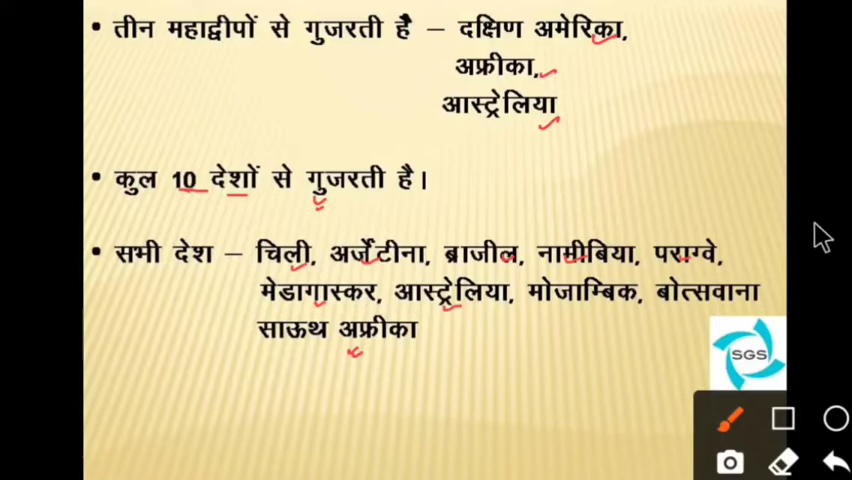 • तीन महाद्वीपों से गुजरती है – दक्षिण अमेरिका,
अफ्रीका,
आस्ट्रेलिया
• कुल 10 देशों से गुजरती है।
• सभी देश – चिली, अर्जेंटीना, ब्राजील, नामीबिया, पराग्वे,
मेडागास्कर, आस्ट्रेलिया, मोजाम्बिक, बोत्सवाना
साऊथ अफ्रीका
SGS